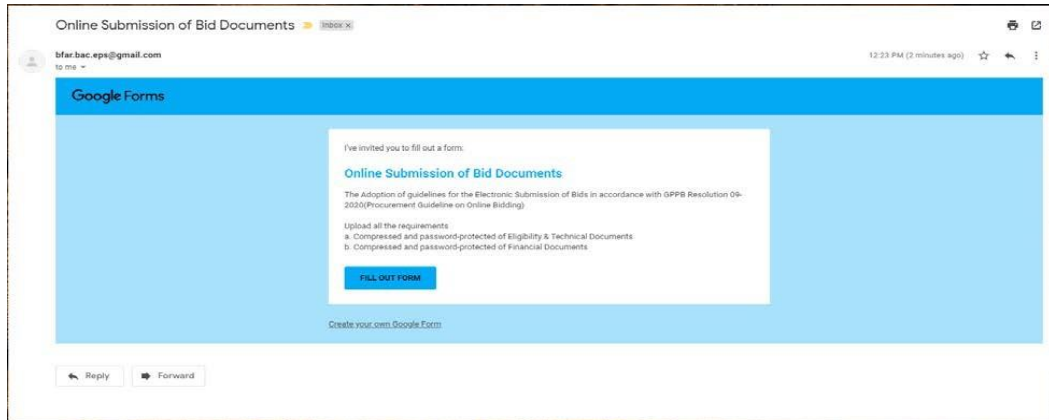 Online Submission of Bid Documents Inbox x
bfar.bac.eps@gmail.com
12:23 PM (2 minutes ago)
to me
Google Forms
I've invited you to fill out a form:
Online Submission of Bid Documents
The Adoption of guidelines for the Electronic Submission of Bids in accordance with GPPB Resolution 09-
2020(Procurement Guideline on Online Bidding)
Upload all the requirements
a. Compressed and password-protected of Eligibility & Technical Documents
b. Compressed and password-protected of Financial Documents
FILL OUT FORM
Create your own Google Form
Reply
Forward